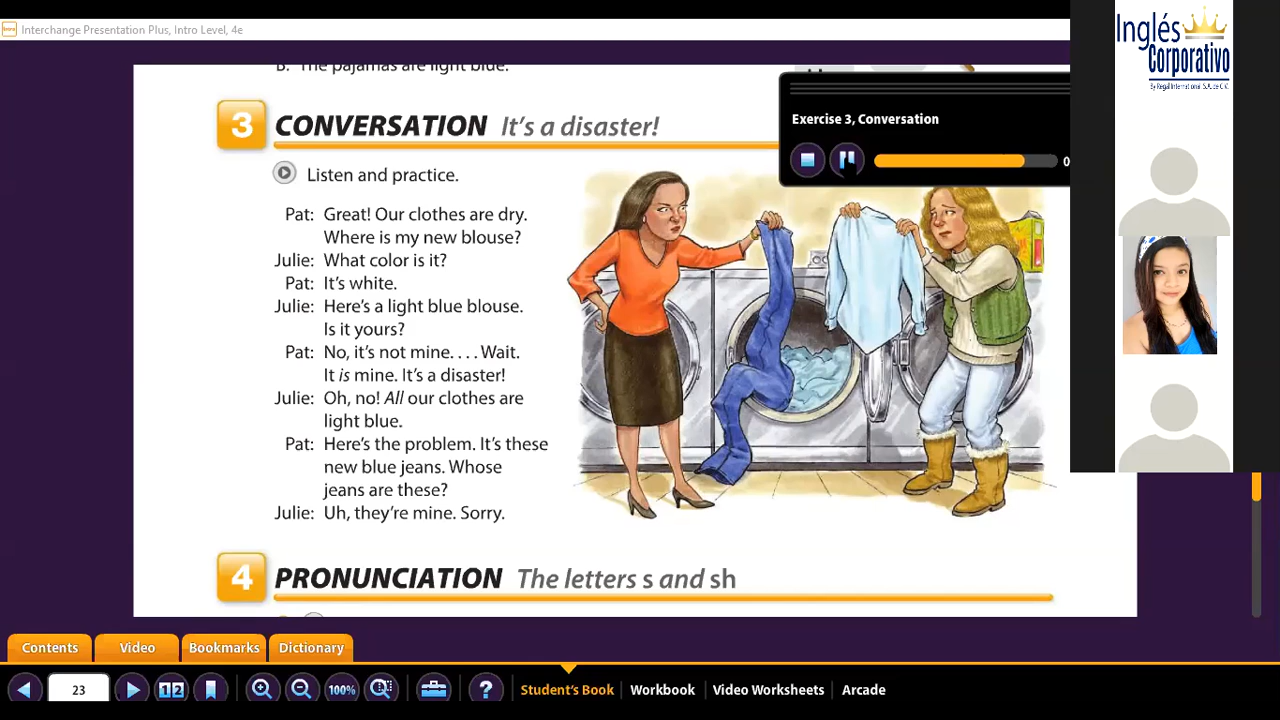 Interchange Presentation Plus, Intro Level, 4e
Inglés
Corporativo
By Regal International S.A. de C.V.
B: The pajamas are light blue.
3 CONVERSATION It's a disaster!
Exercise 3, Conversation
0
Listen and practice.
Pat: Great! Our clothes are dry.
Where is my new blouse?
Julie: What color is it?
Pat: It's white.
Julie: Here's a light blue blouse.
Is it yours?
Pat: No, it's not mine. . . . Wait.
It is mine. It's a disaster!
Julie: Oh, no! All our clothes are
light blue.
Pat: Here's the problem. It's these
new blue jeans. Whose
jeans are these?
Julie: Uh, they're mine. Sorry.
4 PRONUNCIATION The letters s and sh
Contents Video Bookmarks Dictionary
23 12 100% ? Student's Book Workbook Video Worksheets Arcade